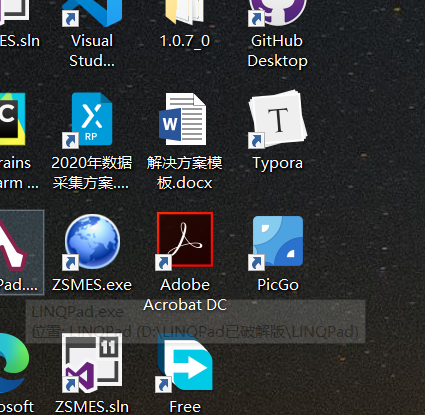 ES.sln
Visual
Stud...
1.0.7_0
GitHub
Desktop
C
rains
arm ...
XP
RP
2020年数据
采集方案....
W
解决方案模
板.docx
T
Typora
Pad....
ZSMES.exe
Adobe
Acrobat DC
PicGo
LINQPad.exe
位置: LINQPad (D:\LINQPad已破解版\LINQPad)
osoft
11
ZSMES.sln
Free